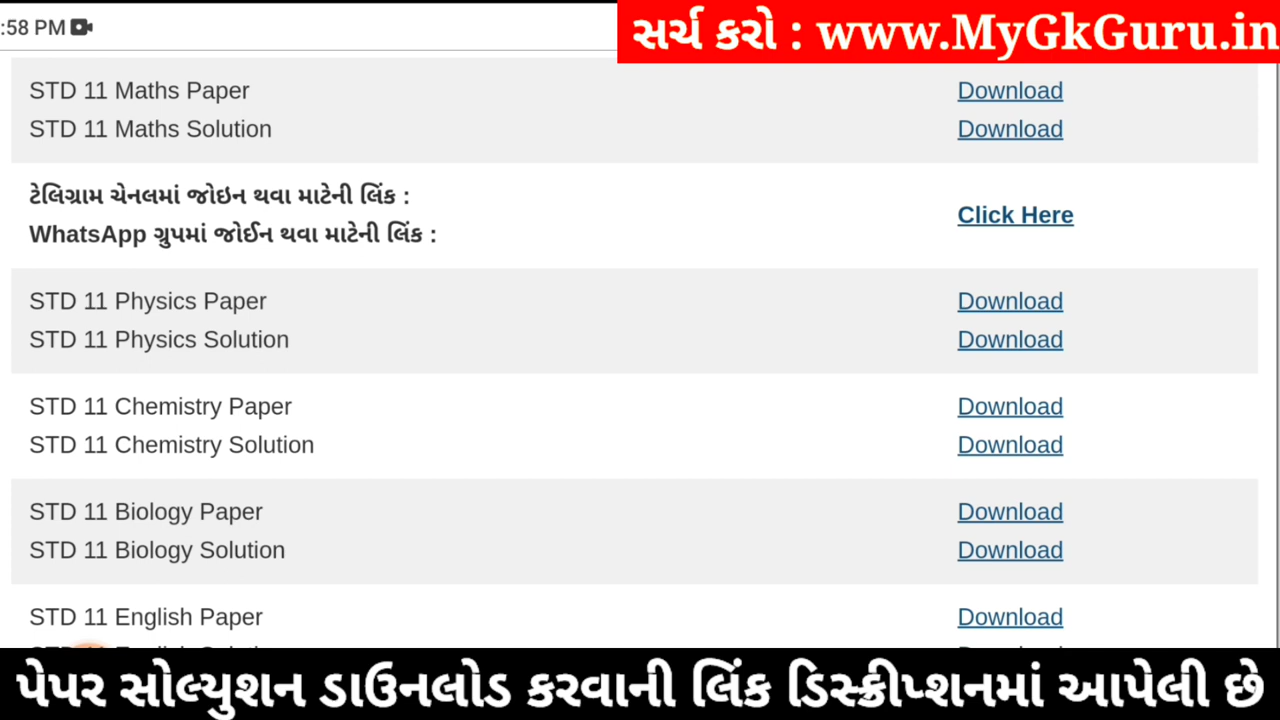 :58 PM
સર્ચ કરો : www.MyGkGuru.in
STD 11 Maths Paper Download
STD 11 Maths Solution Download
ટેલિગ્રામ ચેનલમાં જોઇન થવા માટેની લિંક :
Click Here
WhatsApp ગ્રુપમાં જોઈન થવા માટેની લિંક :
STD 11 Physics Paper Download
STD 11 Physics Solution Download
STD 11 Chemistry Paper Download
STD 11 Chemistry Solution Download
STD 11 Biology Paper Download
STD 11 Biology Solution Download
STD 11 English Paper Download
પેપર સોલ્યુશન ડાઉનલોડ કરવાની લિંક ડિસ્ક્રીપ્શનમાં આપેલી છે